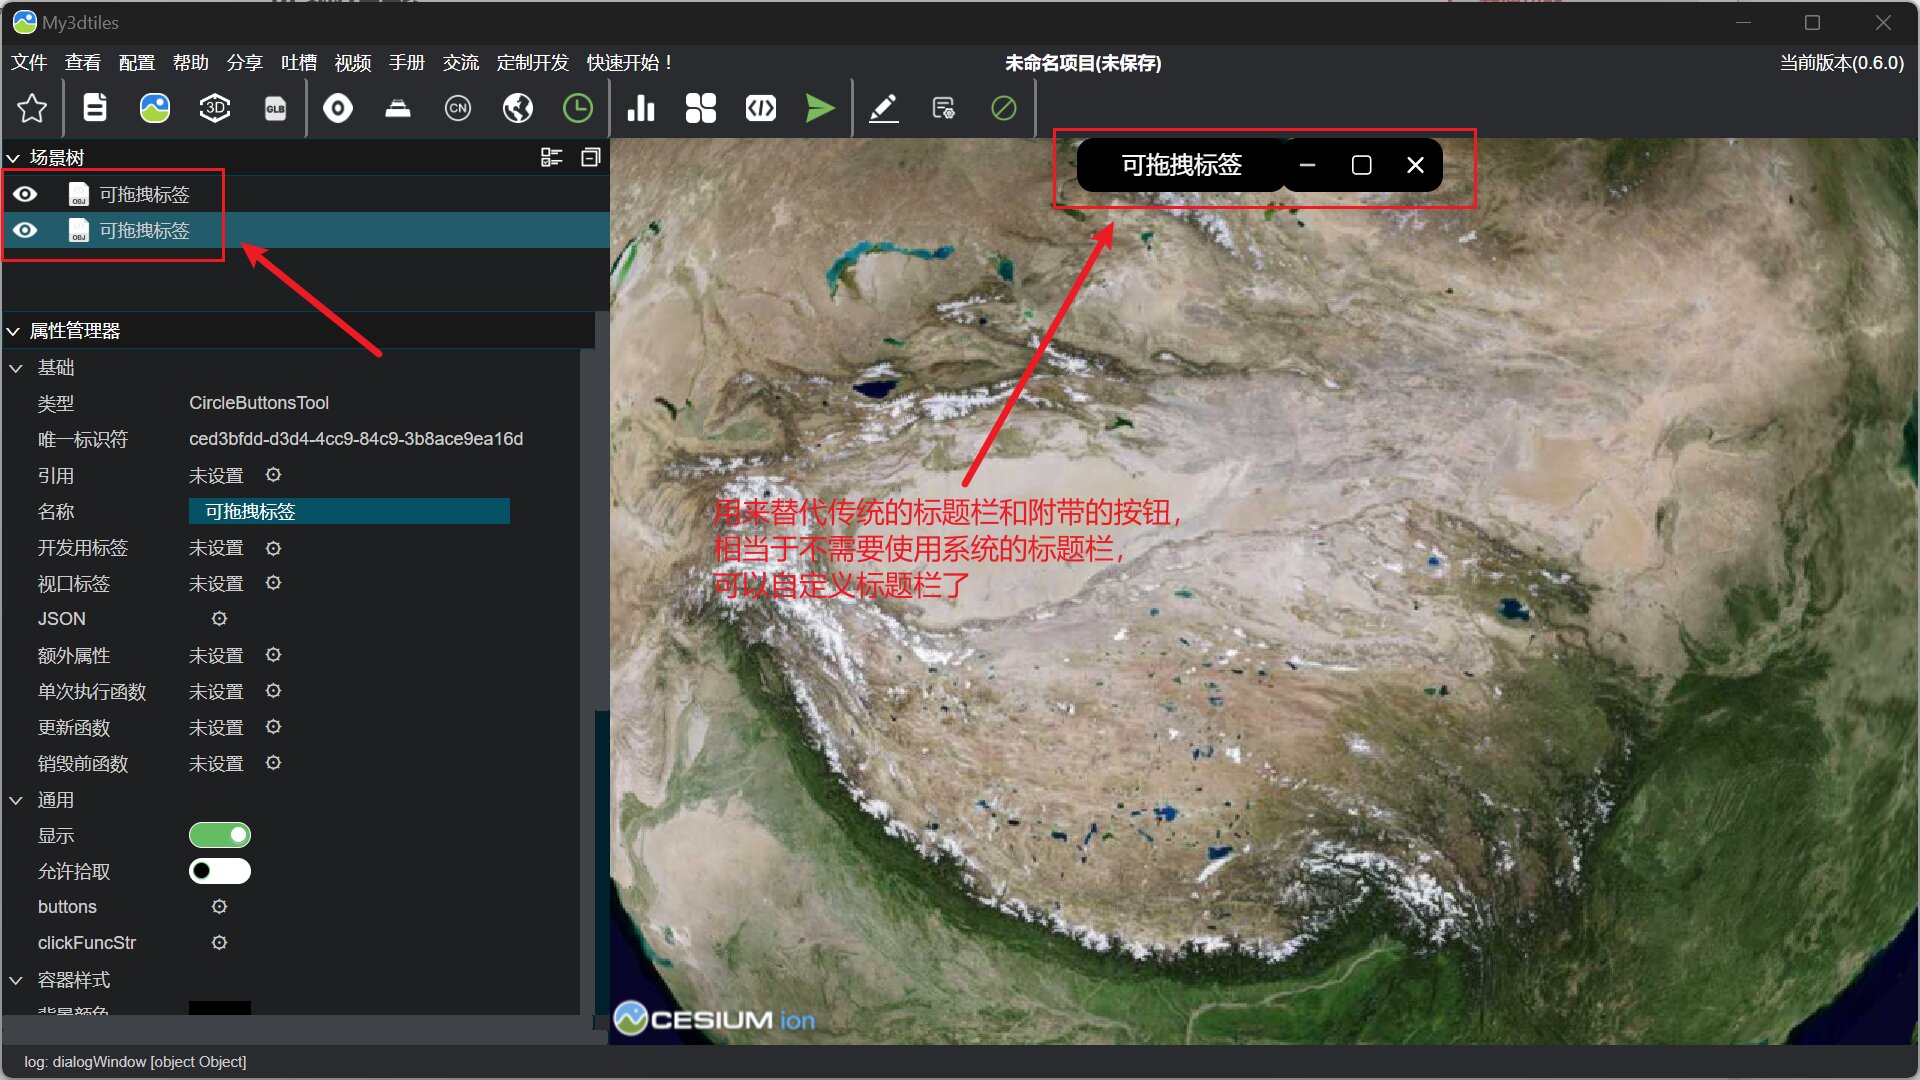 My3dtiles
文件 查看 配置 帮助 分享 吐槽 视频 手册 交流 定制开发 快速开始！
未命名项目(未保存)
当前版本(0.6.0)
3D
GLB
CN
场景树
OBJ 可拖拽标签
OBJ 可拖拽标签
可拖拽标签
属性管理器
基础
类型 CircleButtonsTool
唯一标识符 ced3bfdd-d3d4-4cc9-84c9-3b8ace9ea16d
引用 未设置
名称 可拖拽标签
开发用标签 未设置
视口标签 未设置
JSON
额外属性 未设置
单次执行函数 未设置
更新函数 未设置
销毁前函数 未设置
通用
显示
允许拾取
buttons
clickFuncStr
容器样式
背景颜色
用来替代传统的标题栏和附带的按钮，
相当于不需要使用系统的标题栏，
可以自定义标题栏了
CESIUM ion
log: dialogWindow [object Object]